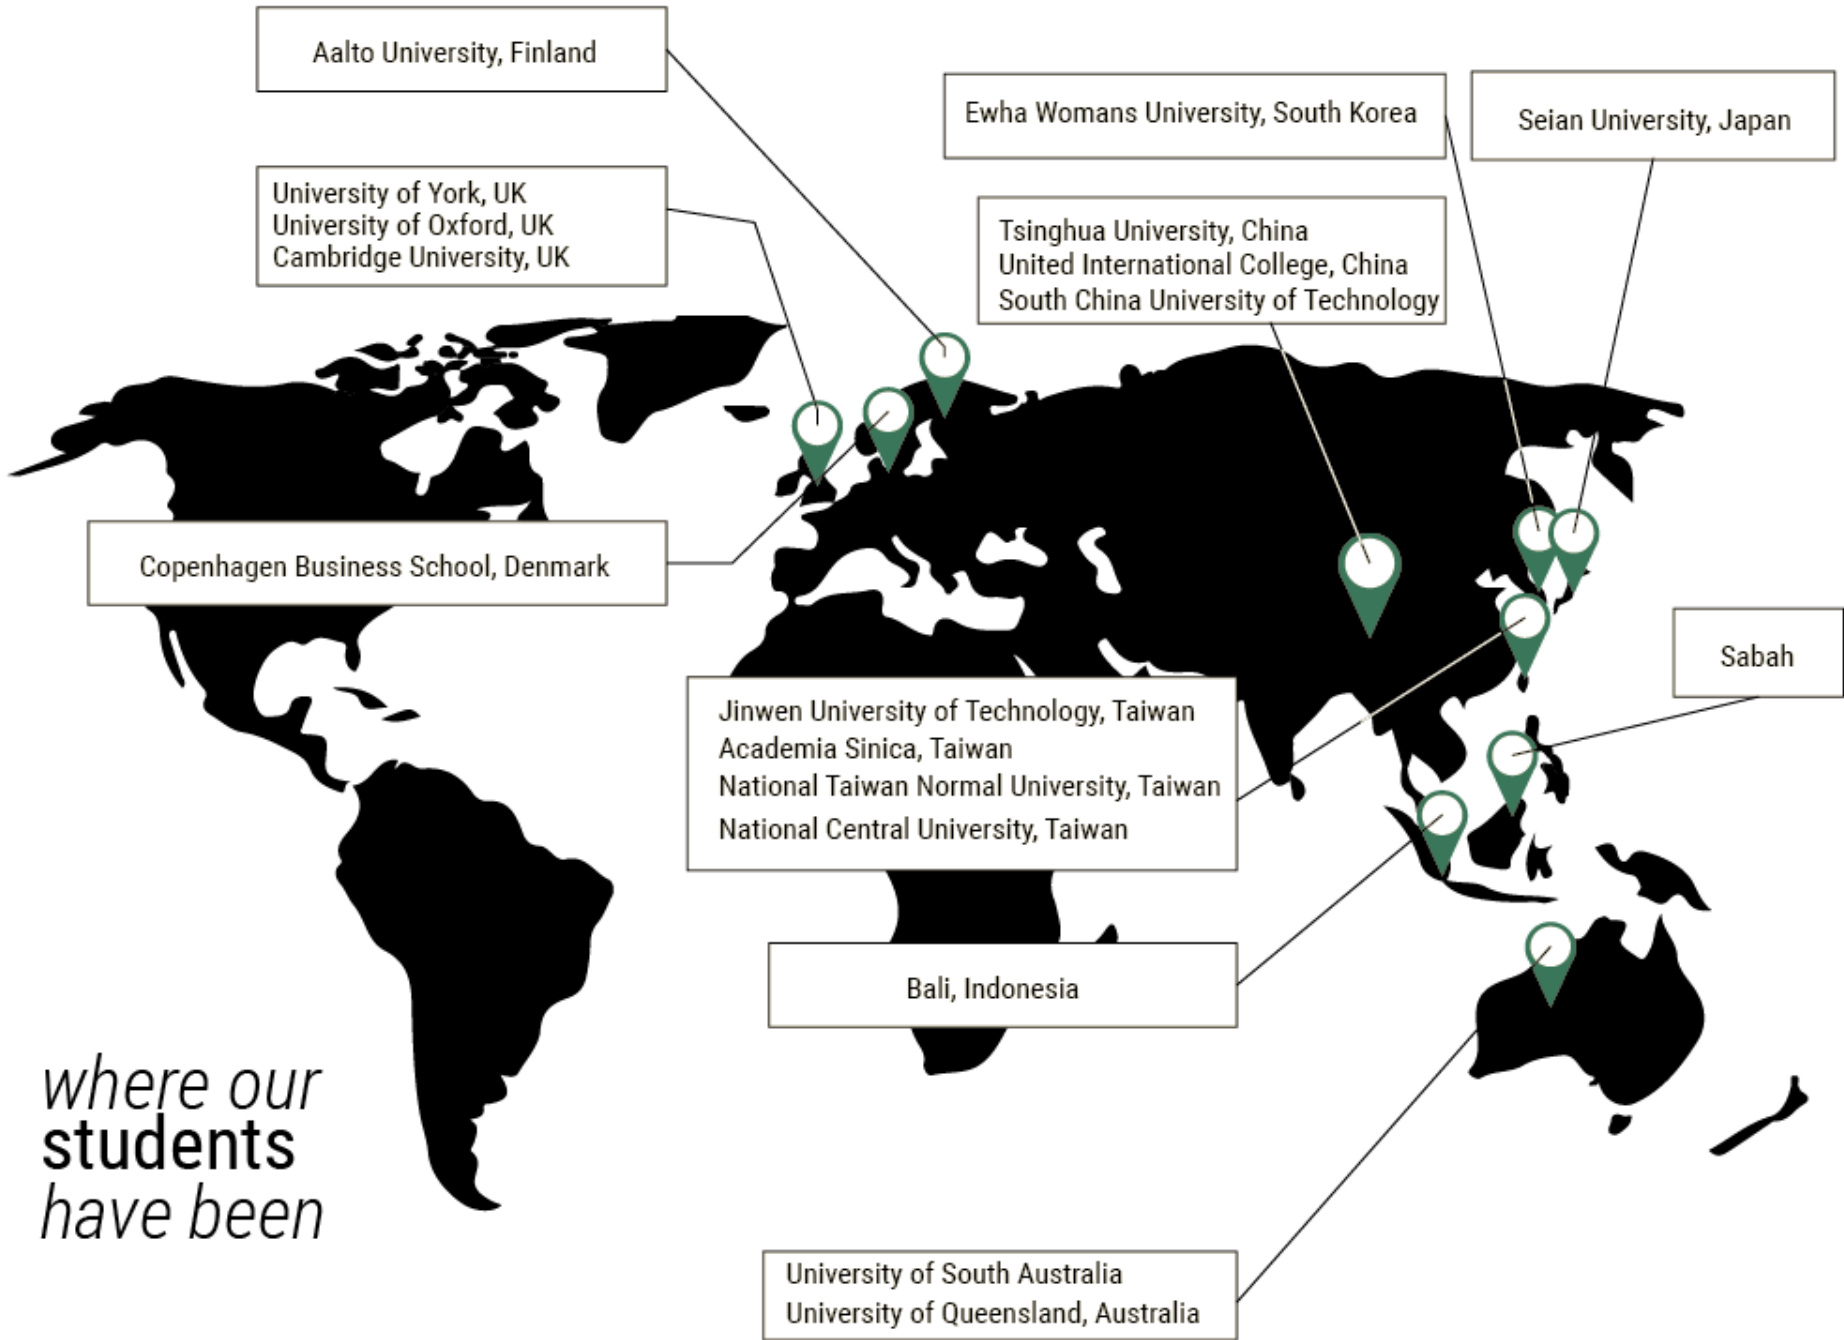 Aalto University, Finland
Ewha Womans University, South Korea
Seian University, Japan
University of York, UK
University of Oxford, UK
Cambridge University, UK
Tsinghua University, China
United International College, China
South China University of Technology
Copenhagen Business School, Denmark
Sabah
Jinwen University of Technology, Taiwan
Academia Sinica, Taiwan
National Taiwan Normal University, Taiwan
National Central University, Taiwan
Bali, Indonesia
where our
students
have been
University of South Australia
University of Queensland, Australia